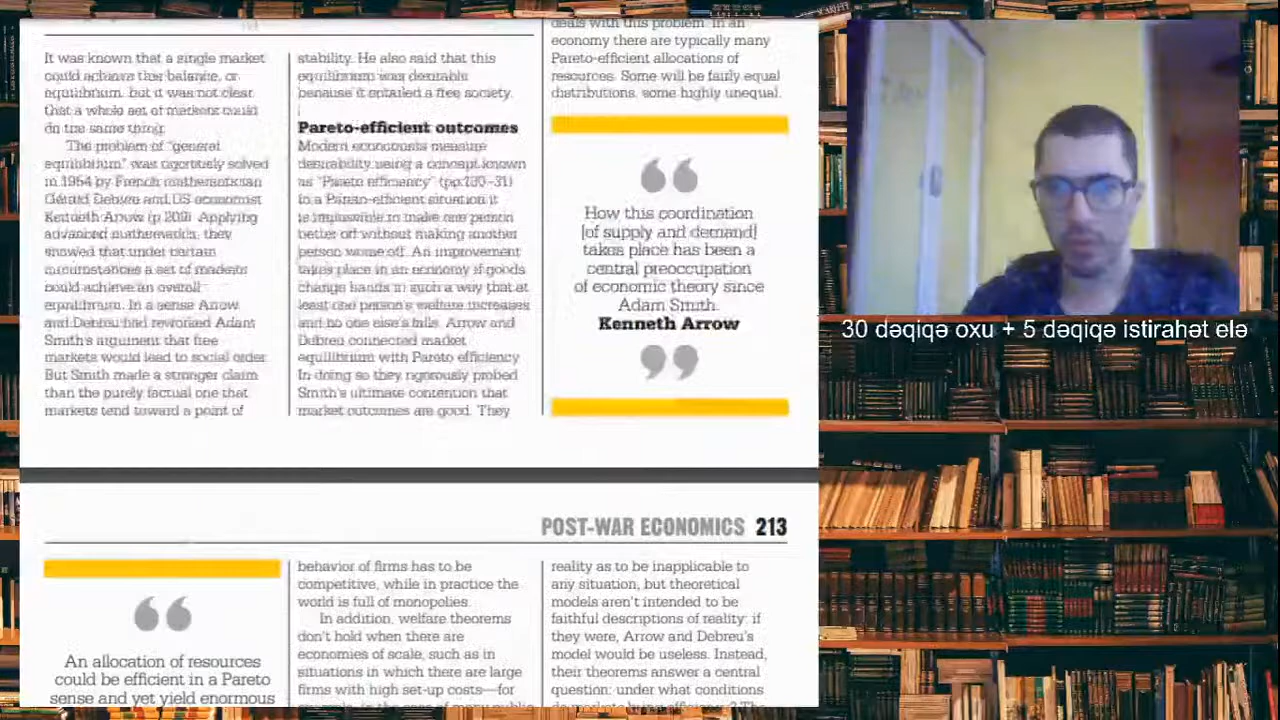 It was known that a single market
could achieve this balance, or
equilibrium, but it was not clear
that a whole set of markets could
do the same thing.
The problem of "general
equilibrium" was rigorously solved
in 1954 by French mathematician
Gérard Debreu and US economist
Kenneth Arrow (p.209). Applying
advanced mathematics, they
showed that under certain
circumstances a set of markets
could achieve an overall
equilibrium. In a sense Arrow
and Debreu had reworked Adam
Smith's argument that free
markets would lead to social order.
But Smith made a stronger claim
than the purely factual one that
markets tend toward a point of
stability. He also said that this
equilibrium was desirable
because it entailed a free society.
Pareto-efficient outcomes
Modern economists measure
desirability using a concept known
as "Pareto efficiency" (pp.130–31).
In a Pareto-efficient situation it
is impossible to make one person
better off without making another
person worse off. An improvement
takes place in an economy if goods
change hands in such a way that at
least one person's welfare increases
and no one else's falls. Arrow and
Debreu connected market
equilibrium with Pareto efficiency.
In doing so they rigorously probed
Smith's ultimate contention that
market outcomes are good. They
deals with this problem. In an
economy there are typically many
Pareto-efficient allocations of
resources. Some will be fairly equal
distributions, some highly unequal.
How this coordination
[of supply and demand]
takes place has been a
central preoccupation
of economic theory since
Adam Smith.
Kenneth Arrow
30 dəqiqə oxu + 5 dəqiqə istirahət elə
POST-WAR ECONOMICS 213
An allocation of resources
could be efficient in a Pareto
sense and yet yield enormous
behavior of firms has to be
competitive, while in practice the
world is full of monopolies.
In addition, welfare theorems
don't hold when there are
economies of scale, such as in
situations in which there are large
firms with high set-up costs—for
reality as to be inapplicable to
any situation, but theoretical
models aren't intended to be
faithful descriptions of reality: if
they were, Arrow and Debreu's
model would be useless. Instead,
their theorems answer a central
question: under what conditions